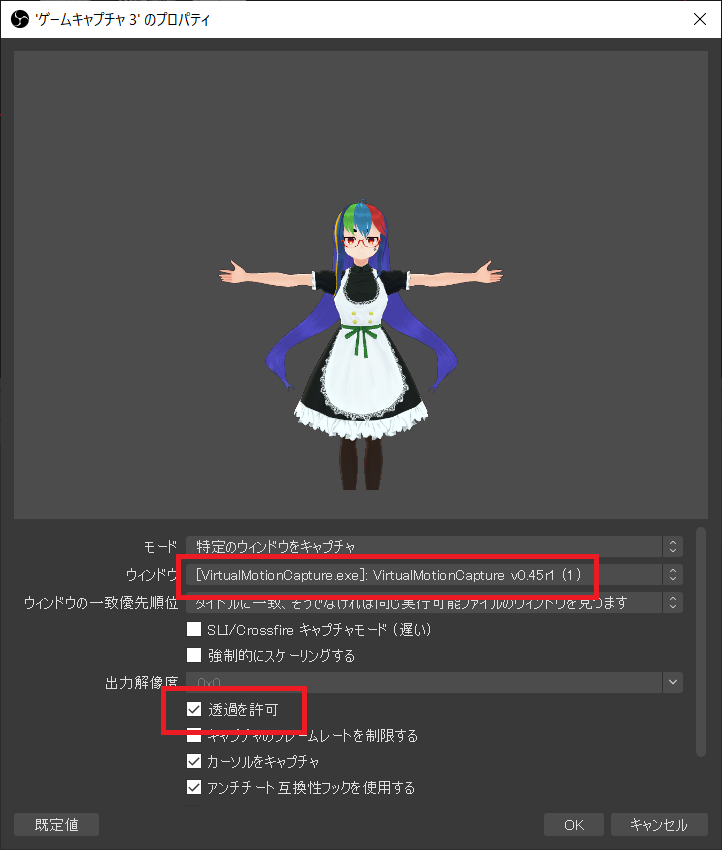 'ゲームキャプチャ 3' のプロパティ
モード 特定のウィンドウをキャプチャ
ウィンドウ [VirtualMotionCapture.exe]: VirtualMotionCapture v0.45r1 (1)
ウィンドウの一致優先順位 タイトルに一致、そうでなければ同じ実行可能ファイルのウィンドウを見つます
SLI/Crossfire キャプチャモード (遅い)
強制的にスケーリングする
出力解像度 0x0
透過を許可
キャプチャのフレームレートを制限する
カーソルをキャプチャ
アンチチート互換性フックを使用する
既定値 OK キャンセル